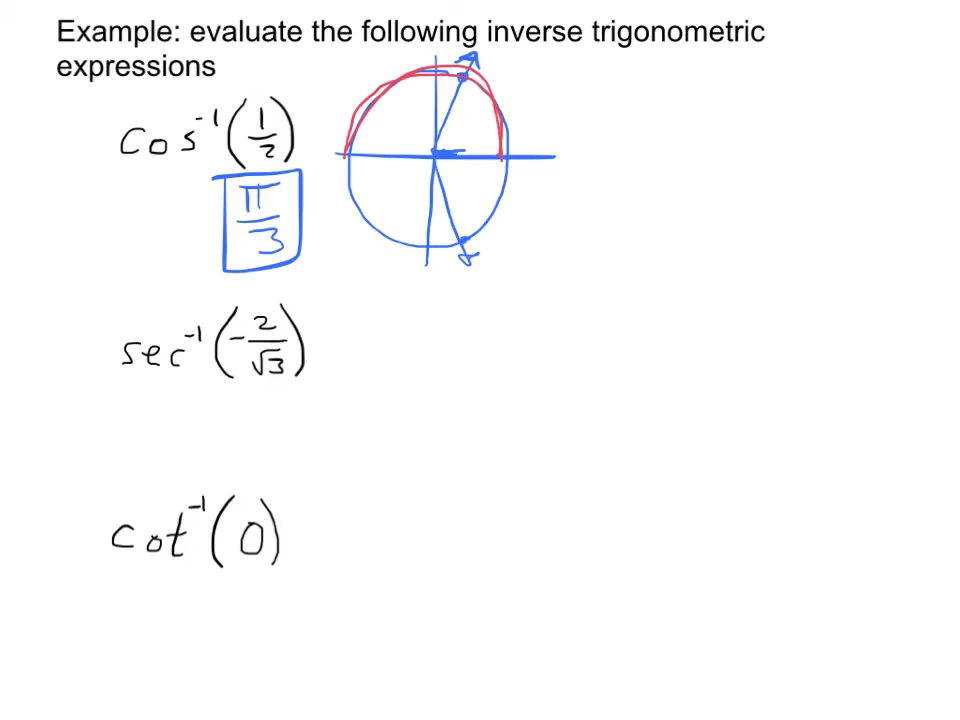 Example: evaluate the following inverse trigonometric
expressions
Cos⁻¹(1/2)
π/3
sec⁻¹(-2/√3)
cot⁻¹(0)